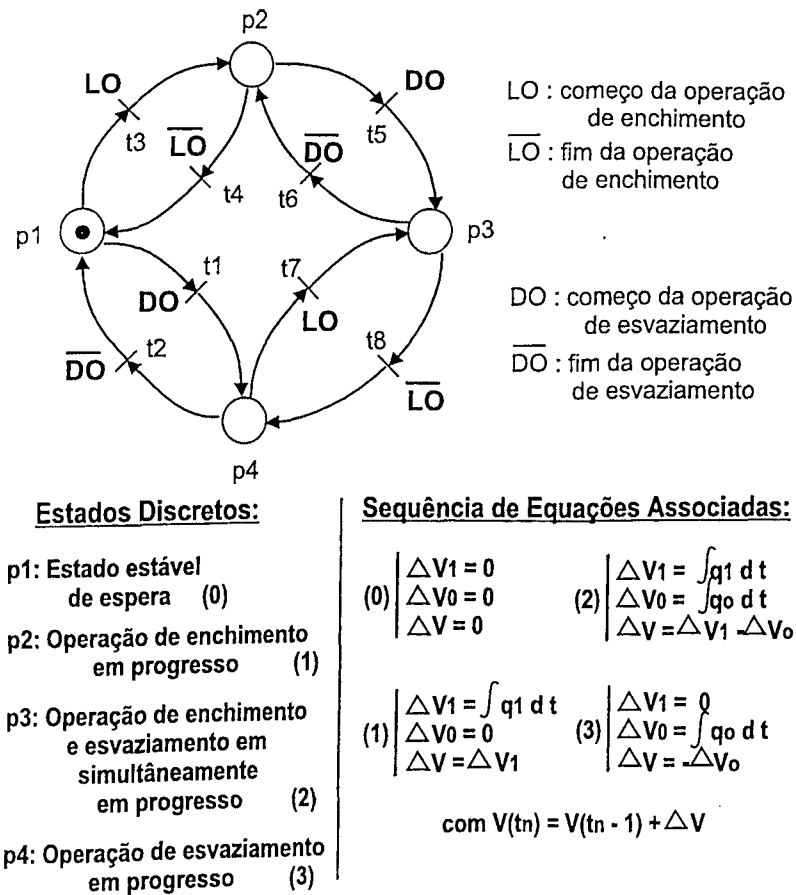 p2
LO
DO
t3
LO
DO
t5
t4
t6
p1
p3
t1
t7
DO
LO
t2
t8
DO
LO
p4
LO : começo da operação
de enchimento
LO : fim da operação
de enchimento
DO : começo da operação
de esvaziamento
DO : fim da operação
de esvaziamento
Estados Discretos:
p1: Estado estável
de espera (0)
p2: Operação de enchimento
em progresso (1)
p3: Operação de enchimento
e esvaziamento em
simultâneamente
em progresso (2)
p4: Operação de esvaziamento
em progresso (3)
Sequência de Equações Associadas:
(0) △V1 = 0
△V0 = 0
△V = 0
(2) △V1 = ∫q1 d t
△V0 = ∫qo d t
△V = △V1 - △Vo
(1) △V1 = ∫ q1 d t
△V0 = 0
△V = △V1
(3) △V1 = 0
△V0 = ∫ qo d t
△V = -△Vo
com V(tn) = V(tn - 1) + △V